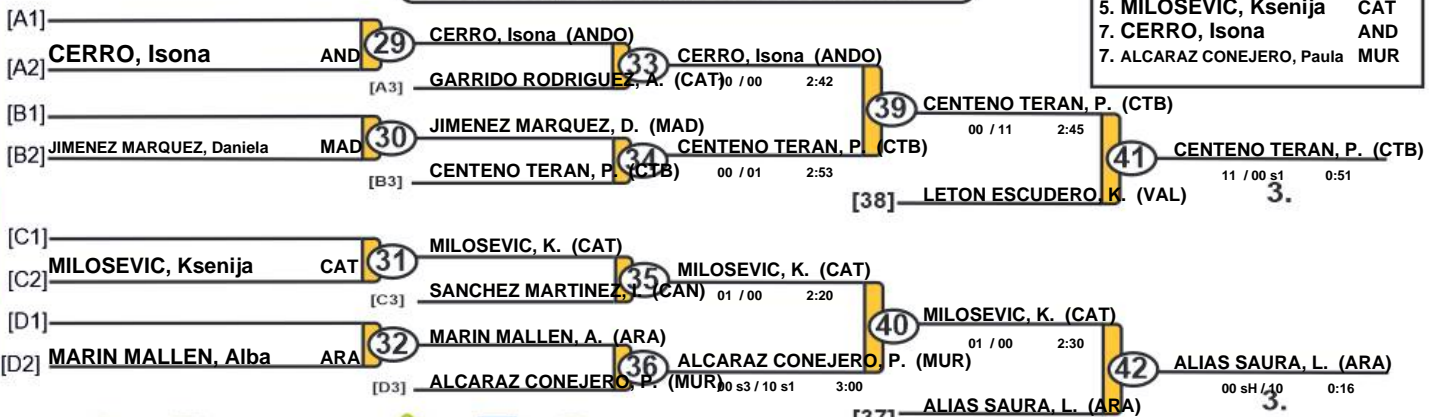 5. MILOSEVIC, Ksenija CAT
7. CERRO, Isona AND
7. ALCARAZ CONEJERO, Paula MUR
[A1]
[A2] CERRO, Isona AND
29
CERRO, Isona (ANDO)
[A3] GARRIDO RODRIGUEZ, A. (CAT)
33
CERRO, Isona (ANDO)
00 / 00 2:42
[B1]
[B2] JIMENEZ MARQUEZ, Daniela MAD
30
JIMENEZ MARQUEZ, D. (MAD)
[B3] CENTENO TERAN, P. (CTB)
34
CENTENO TERAN, P. (CTB)
00 / 01 2:53
39
CENTENO TERAN, P. (CTB)
00 / 11 2:45
[38] LETON ESCUDERO, K. (VAL)
41
CENTENO TERAN, P. (CTB)
11 / 00 s1 0:51
3.
[C1]
[C2] MILOSEVIC, Ksenija CAT
31
MILOSEVIC, K. (CAT)
[C3] SANCHEZ MARTINEZ, I. (CAN)
35
MILOSEVIC, K. (CAT)
01 / 00 2:20
[D1]
[D2] MARIN MALLEN, Alba ARA
32
MARIN MALLEN, A. (ARA)
[D3] ALCARAZ CONEJERO, P. (MUR)
36
ALCARAZ CONEJERO, P. (MUR)
00 s3 / 10 s1 3:00
40
MILOSEVIC, K. (CAT)
01 / 00 2:30
[37] ALIAS SAURA, L. (ARA)
42
ALIAS SAURA, L. (ARA)
00 sH / 10 0:16
3.